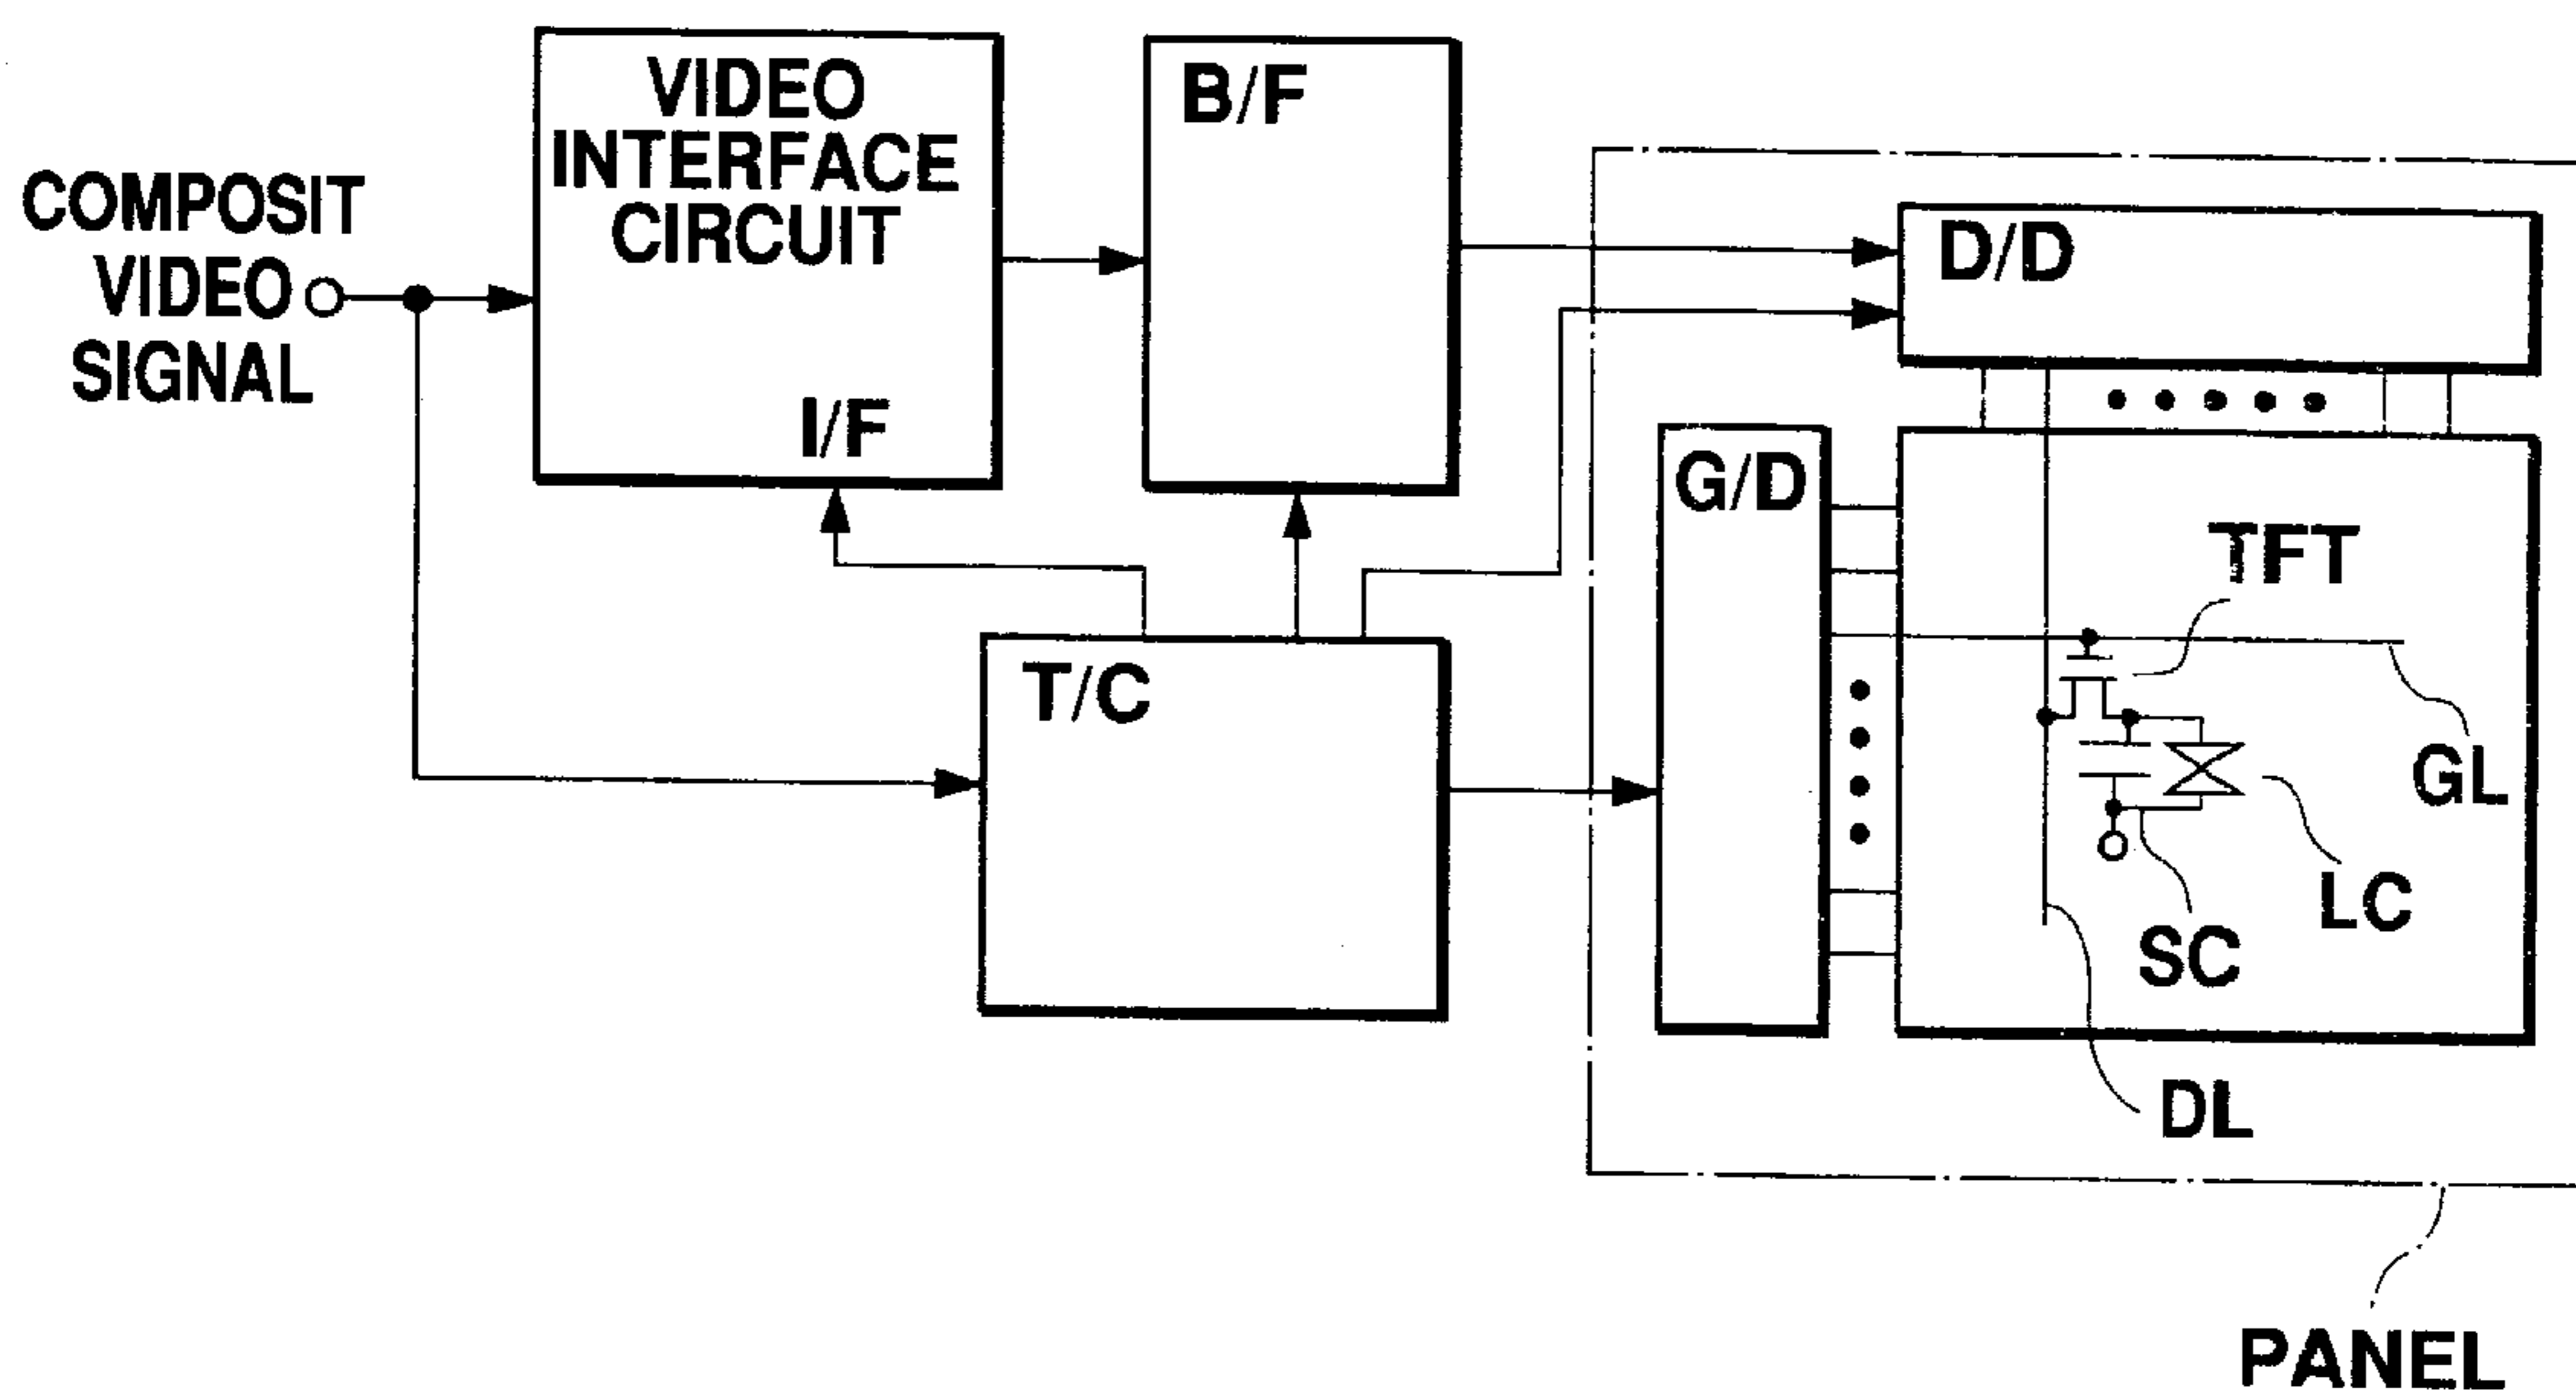 COMPOSIT
VIDEO
SIGNAL
VIDEO
INTERFACE
CIRCUIT
I/F
B/F
D/D
G/D
T/C
TFT
GL
LC
SC
DL
PANEL